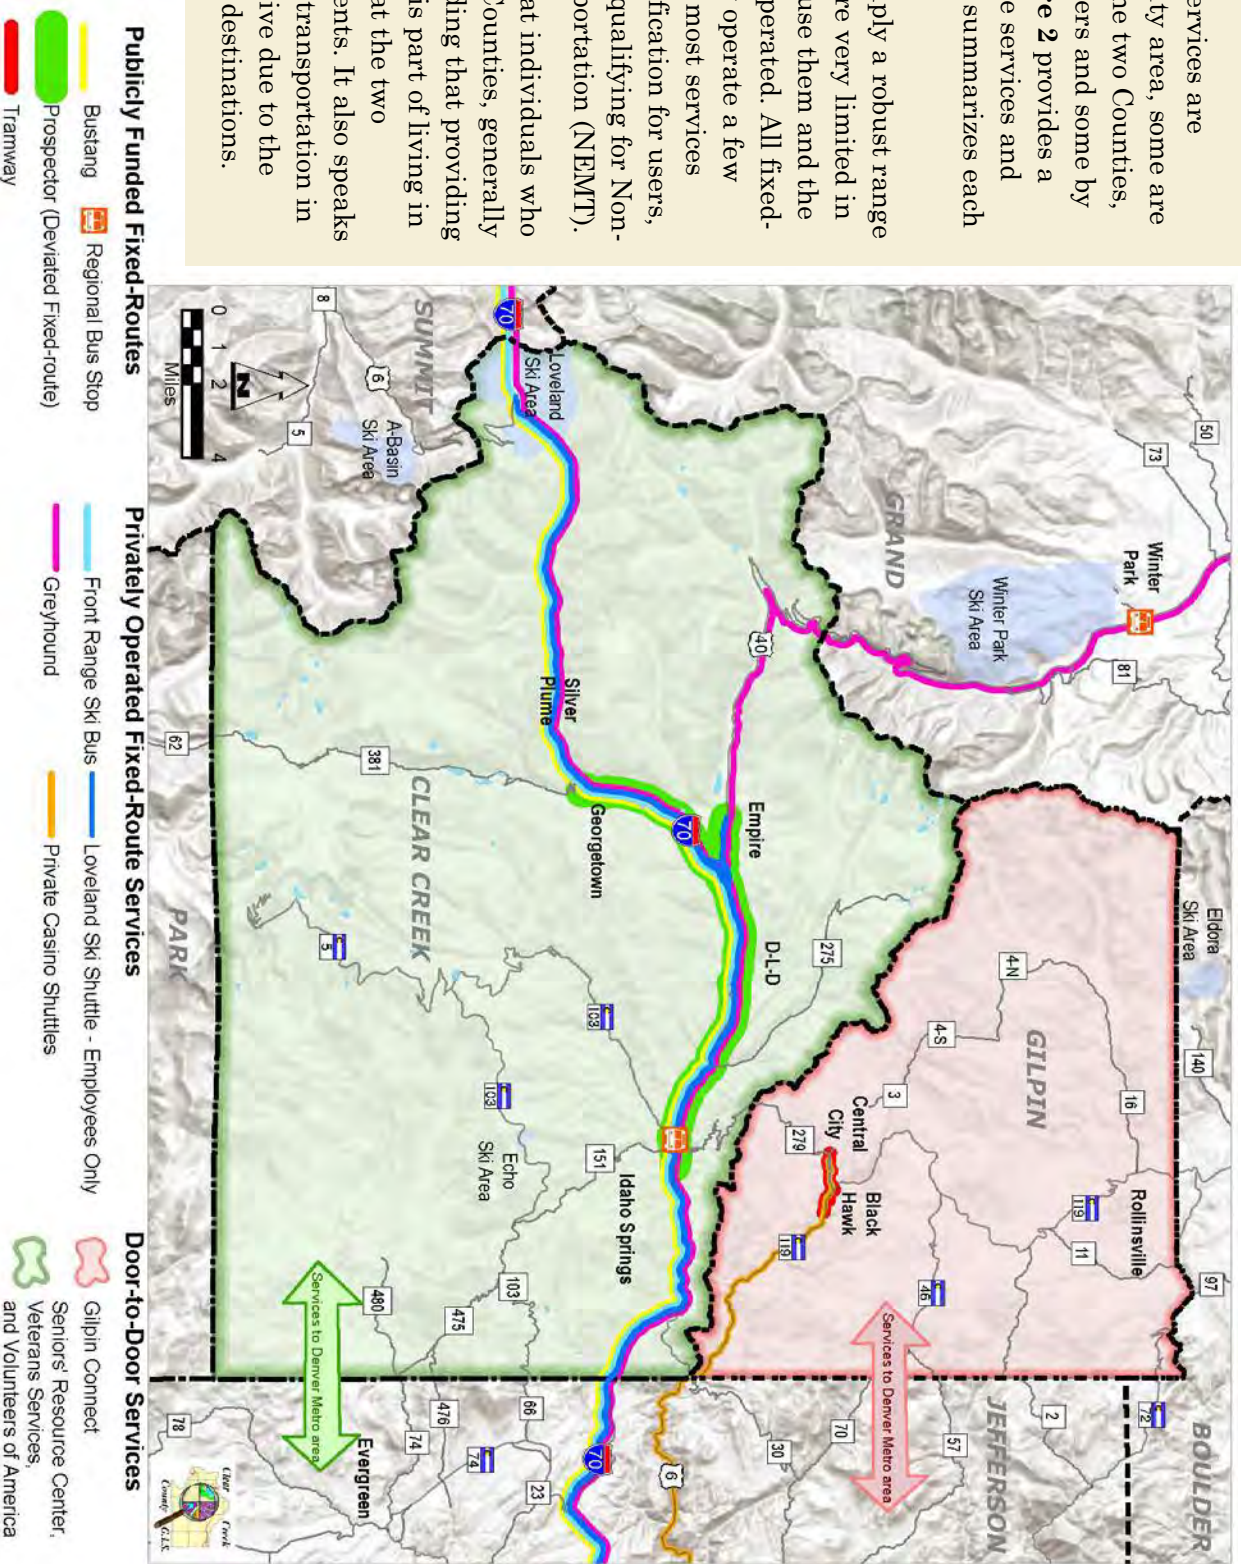 ervices are
ty area, some are
ne two Counties,
ers and some by
re 2 provides a
e services and
summarizes each
ply a robust range
re very limited in
use them and the
perated. All fixed-
operate a few
most services
ification for users,
qualifying for Non-
portation (NEMT).
at individuals who
Counties, generally
ding that providing
is part of living in
at the two
ents. It also speaks
transportation in
ive due to the
destinations.
50
73
Winter
Park
81
Winter Park
Ski Area
GRAND
40
Loveland
Ski Area
70
SUMMIT
8
6
A-Basin
Ski Area
5
0 1 2 4
Miles
N
Silver
Plume
Empire
Georgetown
70
381
62
CLEAR CREEK
PARK
D-L-D
275
103
5
103
Echo
Ski Area
151
Idaho Springs
Eldora
Ski Area
140
4-N
4-S
GILPIN
16
3
Central
City
279
Black
Hawk
119
Rollinsville
119
11
46
97
Services to Denver Metro area
Services to Denver Metro area
103
475
480
BOULDER
72
2
JEFFERSON
57
70
30
6
70
66
23
476
74
74
78
Evergreen
Clear
Creek
County
G.I.S.
Publicly Funded Fixed-Routes
Bustang
Regional Bus Stop
Prospector (Deviated Fixed-route)
Tramway
Privately Operated Fixed-Route Services
Front Range Ski Bus
Loveland Ski Shuttle - Employees Only
Greyhound
Private Casino Shuttles
Door-to-Door Services
Gilpin Connect
Seniors' Resource Center,
Veterans Services,
and Volunteers of America